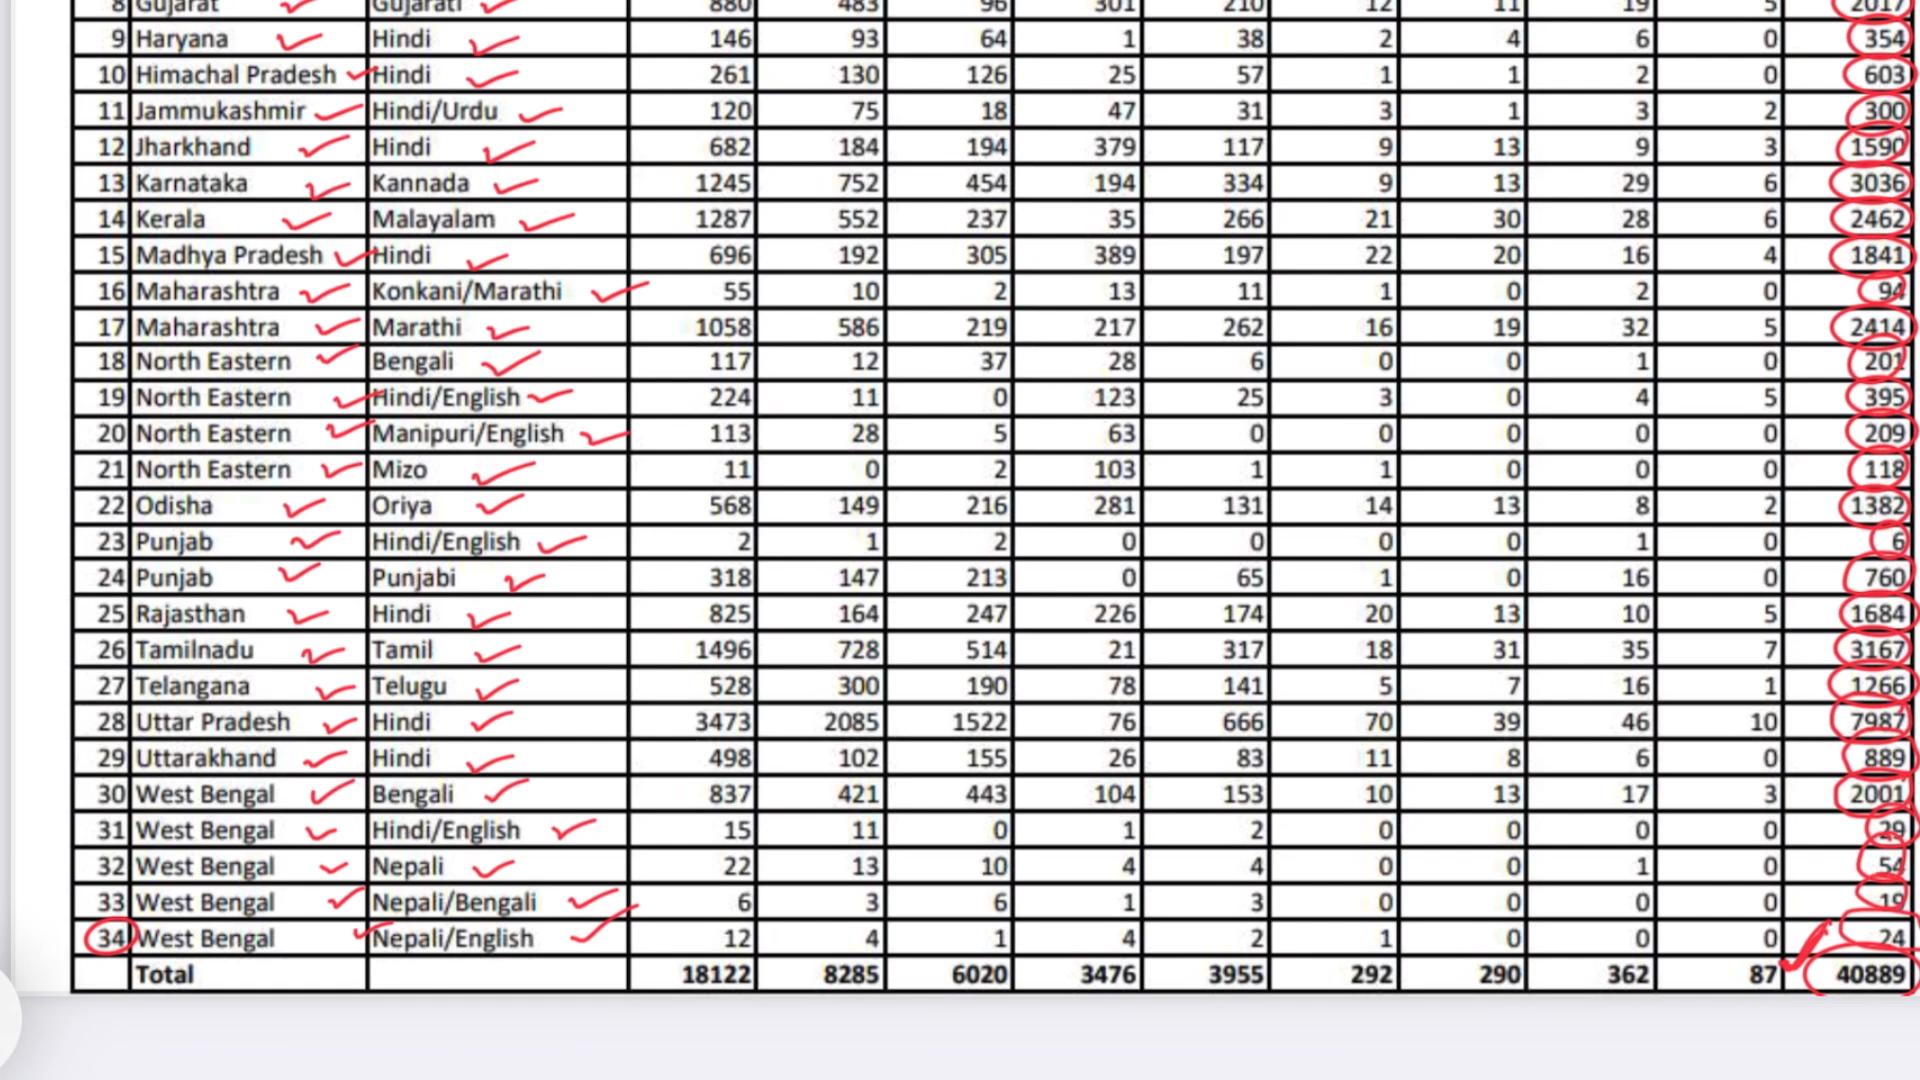 8 Gujarat Gujarati 880 483 96 301 210 12 11 19 5 2017
9 Haryana Hindi 146 93 64 1 38 2 4 6 0 354
10 Himachal Pradesh Hindi 261 130 126 25 57 1 1 2 0 603
11 Jammukashmir Hindi/Urdu 120 75 18 47 31 3 1 3 2 300
12 Jharkhand Hindi 682 184 194 379 117 9 13 9 3 1590
13 Karnataka Kannada 1245 752 454 194 334 9 13 29 6 3036
14 Kerala Malayalam 1287 552 237 35 266 21 30 28 6 2462
15 Madhya Pradesh Hindi 696 192 305 389 197 22 20 16 4 1841
16 Maharashtra Konkani/Marathi 55 10 2 13 11 1 0 2 0 94
17 Maharashtra Marathi 1058 586 219 217 262 16 19 32 5 2414
18 North Eastern Bengali 117 12 37 28 6 0 0 1 0 201
19 North Eastern Hindi/English 224 11 0 123 25 3 0 4 5 395
20 North Eastern Manipuri/English 113 28 5 63 0 0 0 0 0 209
21 North Eastern Mizo 11 0 2 103 1 1 0 0 0 118
22 Odisha Oriya 568 149 216 281 131 14 13 8 2 1382
23 Punjab Hindi/English 2 1 2 0 0 0 0 1 0 6
24 Punjab Punjabi 318 147 213 0 65 1 0 16 0 760
25 Rajasthan Hindi 825 164 247 226 174 20 13 10 5 1684
26 Tamilnadu Tamil 1496 728 514 21 317 18 31 35 7 3167
27 Telangana Telugu 528 300 190 78 141 5 7 16 1 1266
28 Uttar Pradesh Hindi 3473 2085 1522 76 666 70 39 46 10 7987
29 Uttarakhand Hindi 498 102 155 26 83 11 8 6 0 889
30 West Bengal Bengali 837 421 443 104 153 10 13 17 3 2001
31 West Bengal Hindi/English 15 11 0 1 2 0 0 0 0 29
32 West Bengal Nepali 22 13 10 4 4 0 0 1 0 54
33 West Bengal Nepali/Bengali 6 3 6 1 3 0 0 0 0 19
34 West Bengal Nepali/English 12 4 1 4 2 1 0 0 0 24
Total 18122 8285 6020 3476 3955 292 290 362 87 40889